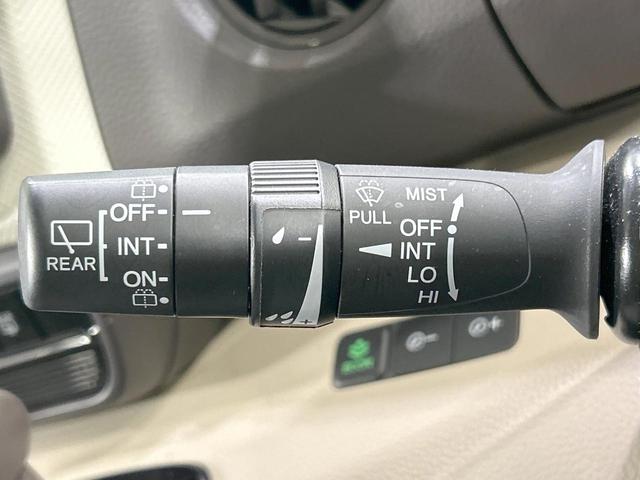 OFF
INT
ON
REAR
−
+
PULL
MIST
OFF
INT
LO
HI